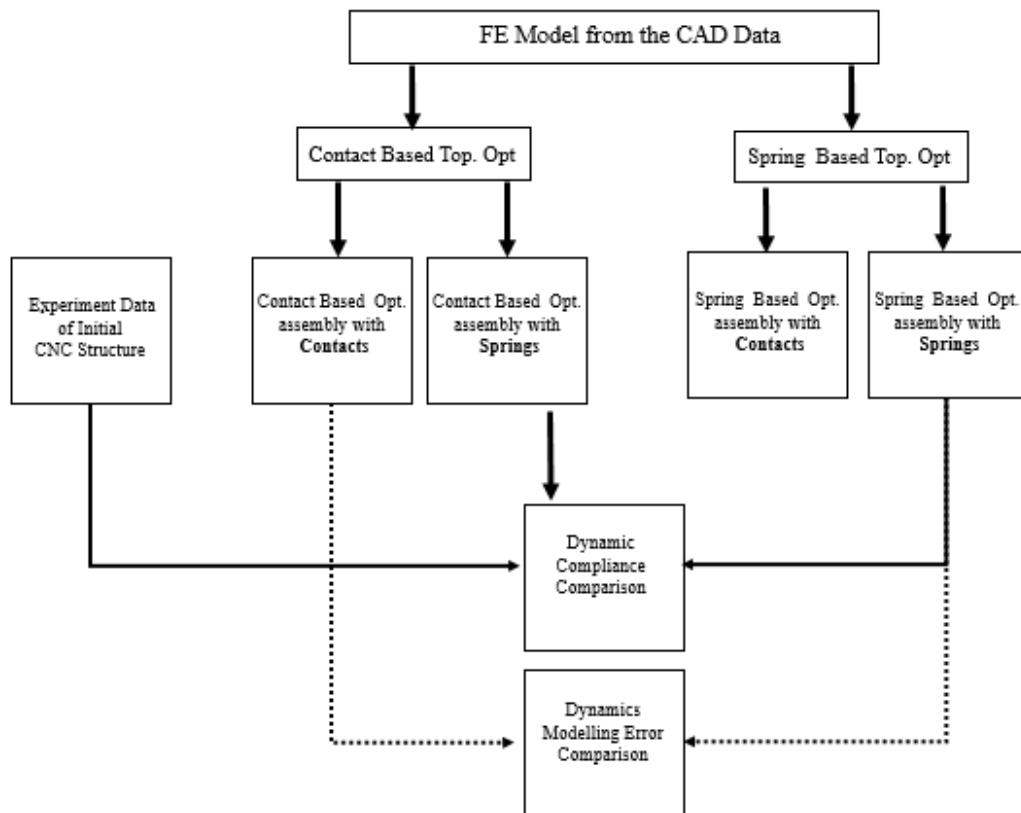 FE Model from the CAD Data
Contact Based Top. Opt
Spring Based Top. Opt
Experiment Data
of Initial
CNC Structure
Contact Based Opt.
assembly with
Contacts
Contact Based Opt.
assembly with
Springs
Spring Based Opt.
assembly with
Contacts
Spring Based Opt.
assembly with
Springs
Dynamic
Compliance
Comparison
Dynamics
Modelling Error
Comparison